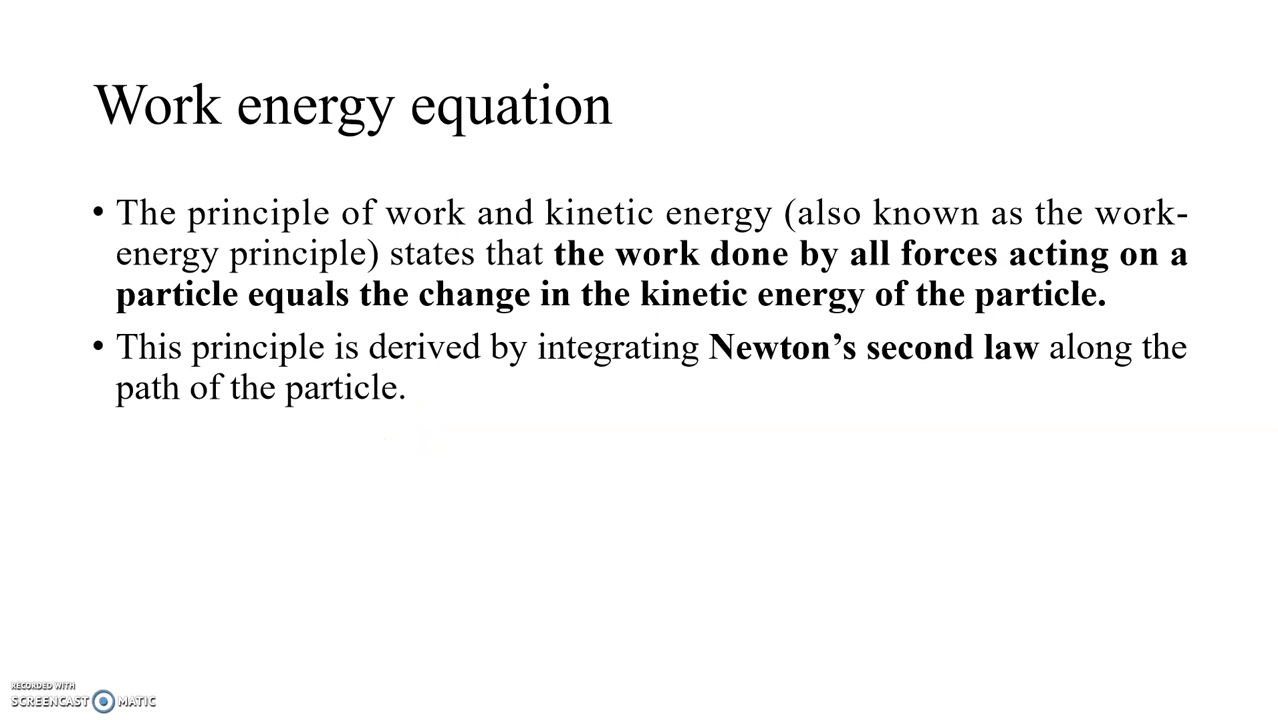 Work energy equation
• The principle of work and kinetic energy (also known as the work-
energy principle) states that the work done by all forces acting on a
particle equals the change in the kinetic energy of the particle.
• This principle is derived by integrating Newton’s second law along the
path of the particle.
RECORDED WITH
SCREENCAST MATIC